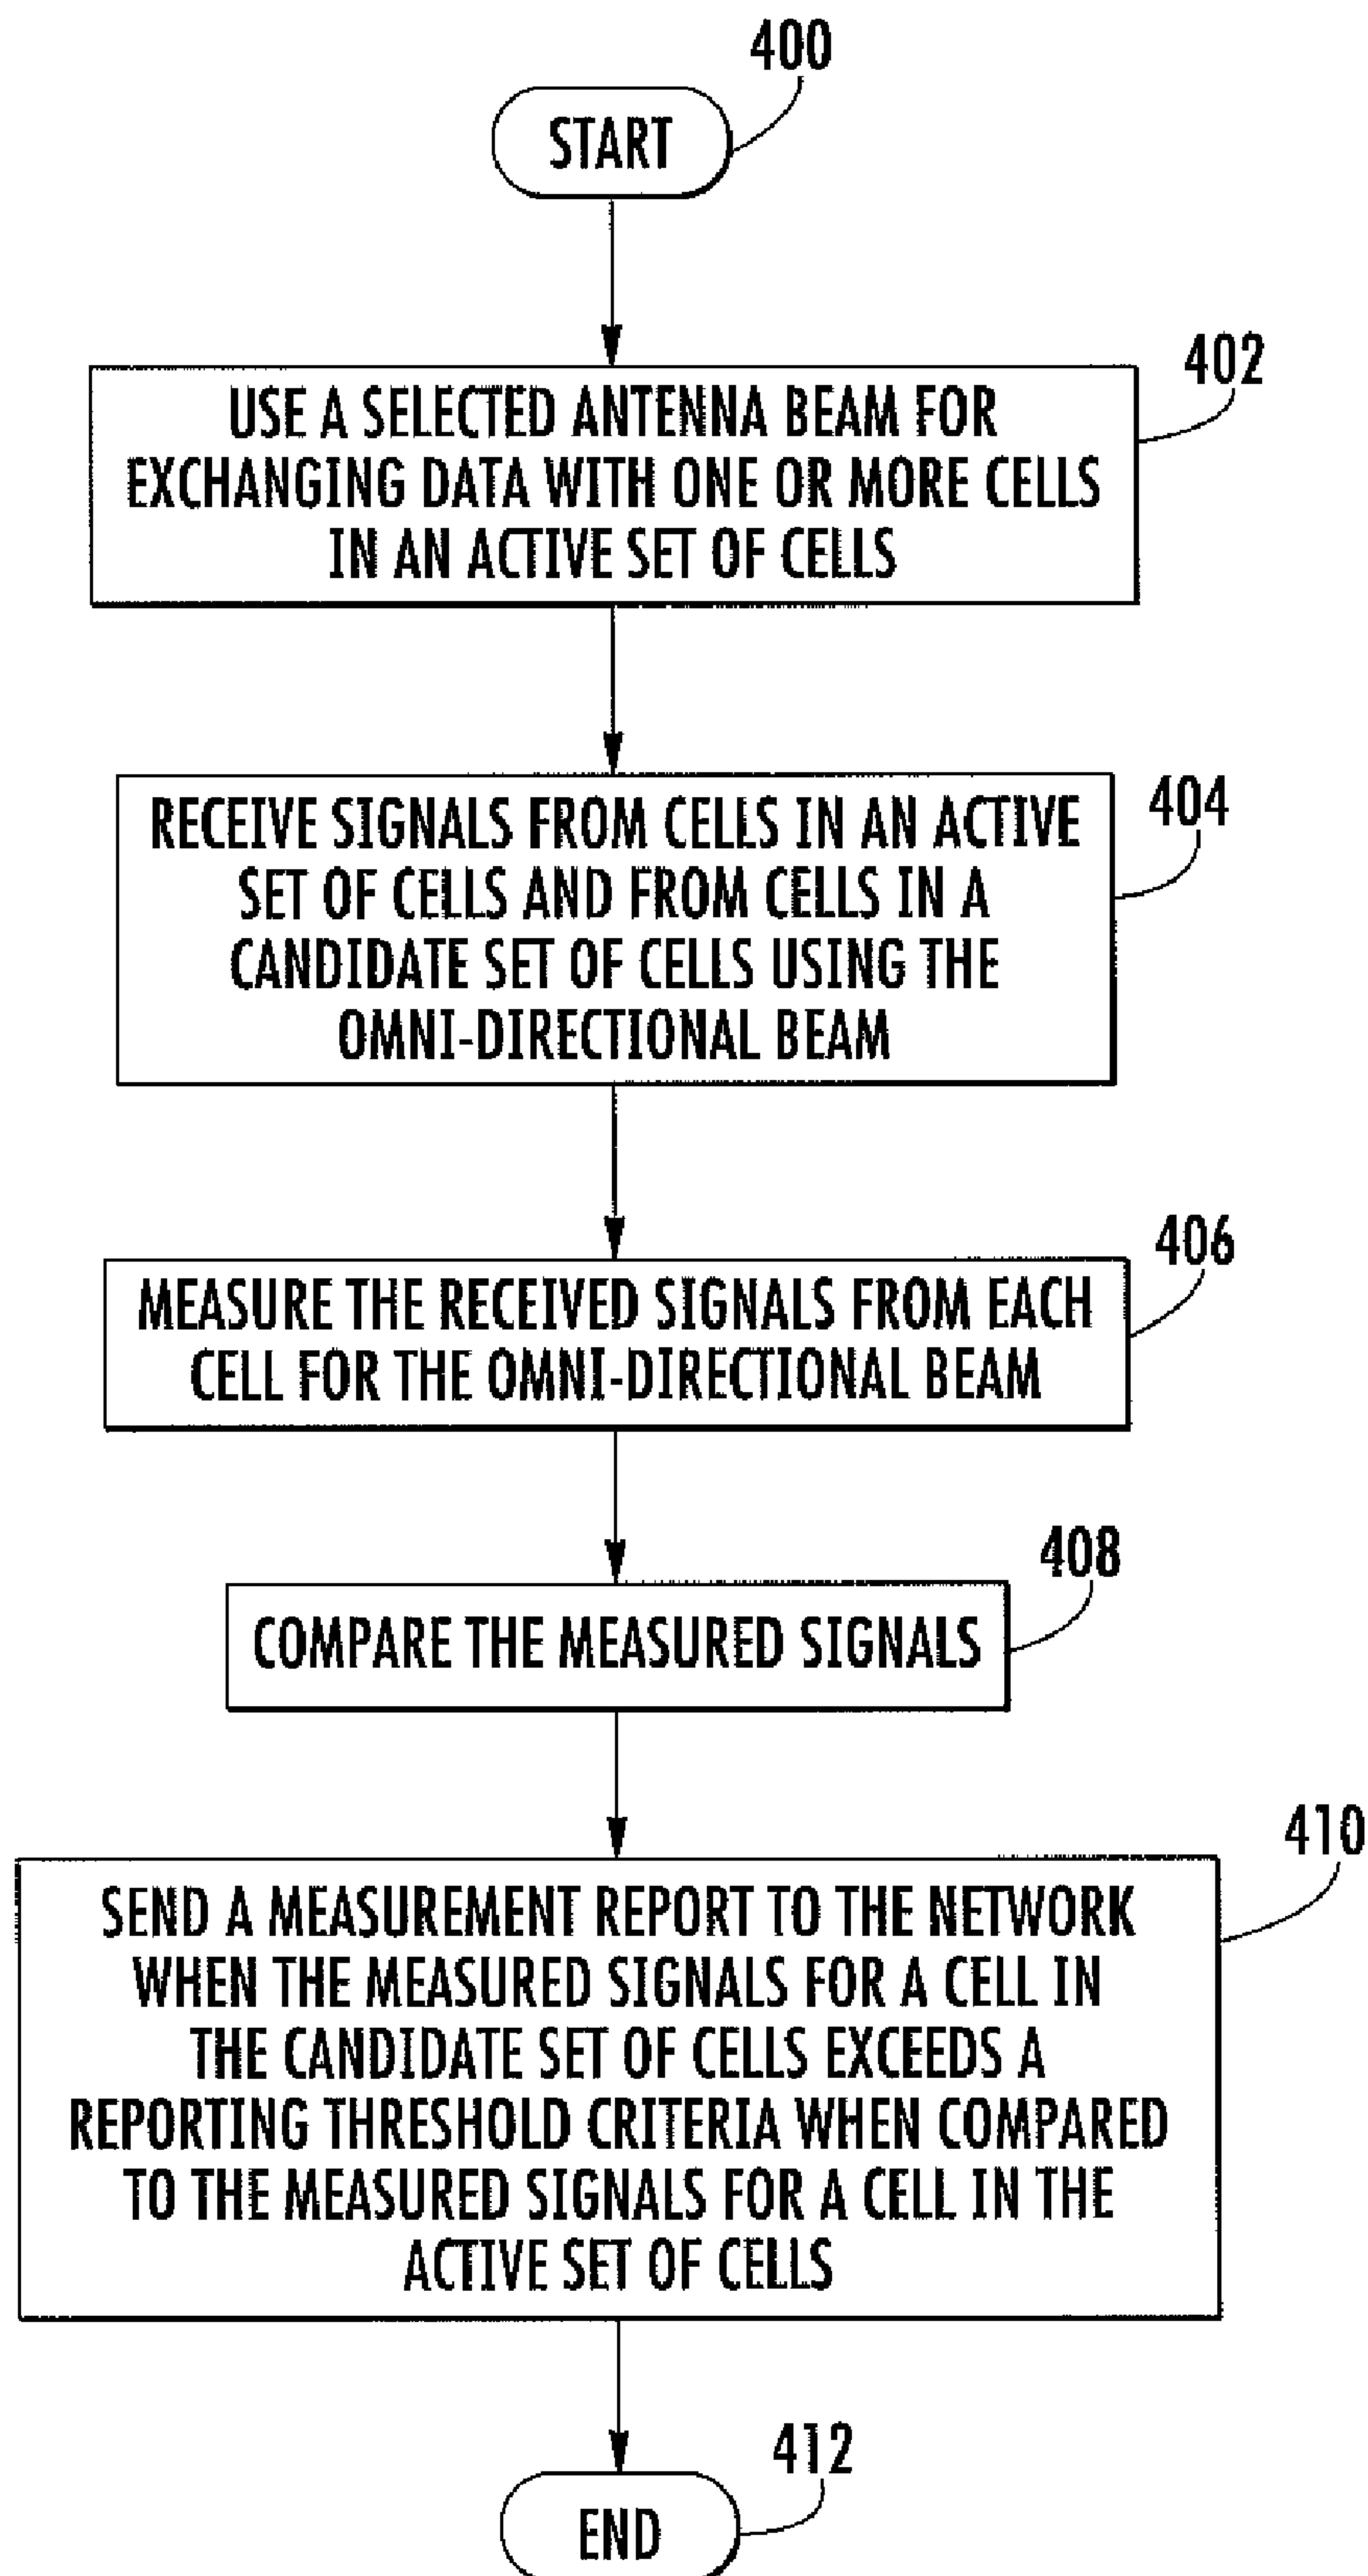 400
START
402
USE A SELECTED ANTENNA BEAM FOR
EXCHANGING DATA WITH ONE OR MORE CELLS
IN AN ACTIVE SET OF CELLS
404
RECEIVE SIGNALS FROM CELLS IN AN ACTIVE
SET OF CELLS AND FROM CELLS IN A
CANDIDATE SET OF CELLS USING THE
OMNI-DIRECTIONAL BEAM
406
MEASURE THE RECEIVED SIGNALS FROM EACH
CELL FOR THE OMNI-DIRECTIONAL BEAM
408
COMPARE THE MEASURED SIGNALS
410
SEND A MEASUREMENT REPORT TO THE NETWORK
WHEN THE MEASURED SIGNALS FOR A CELL IN
THE CANDIDATE SET OF CELLS EXCEEDS A
REPORTING THRESHOLD CRITERIA WHEN COMPARED
TO THE MEASURED SIGNALS FOR A CELL IN THE
ACTIVE SET OF CELLS
412
END